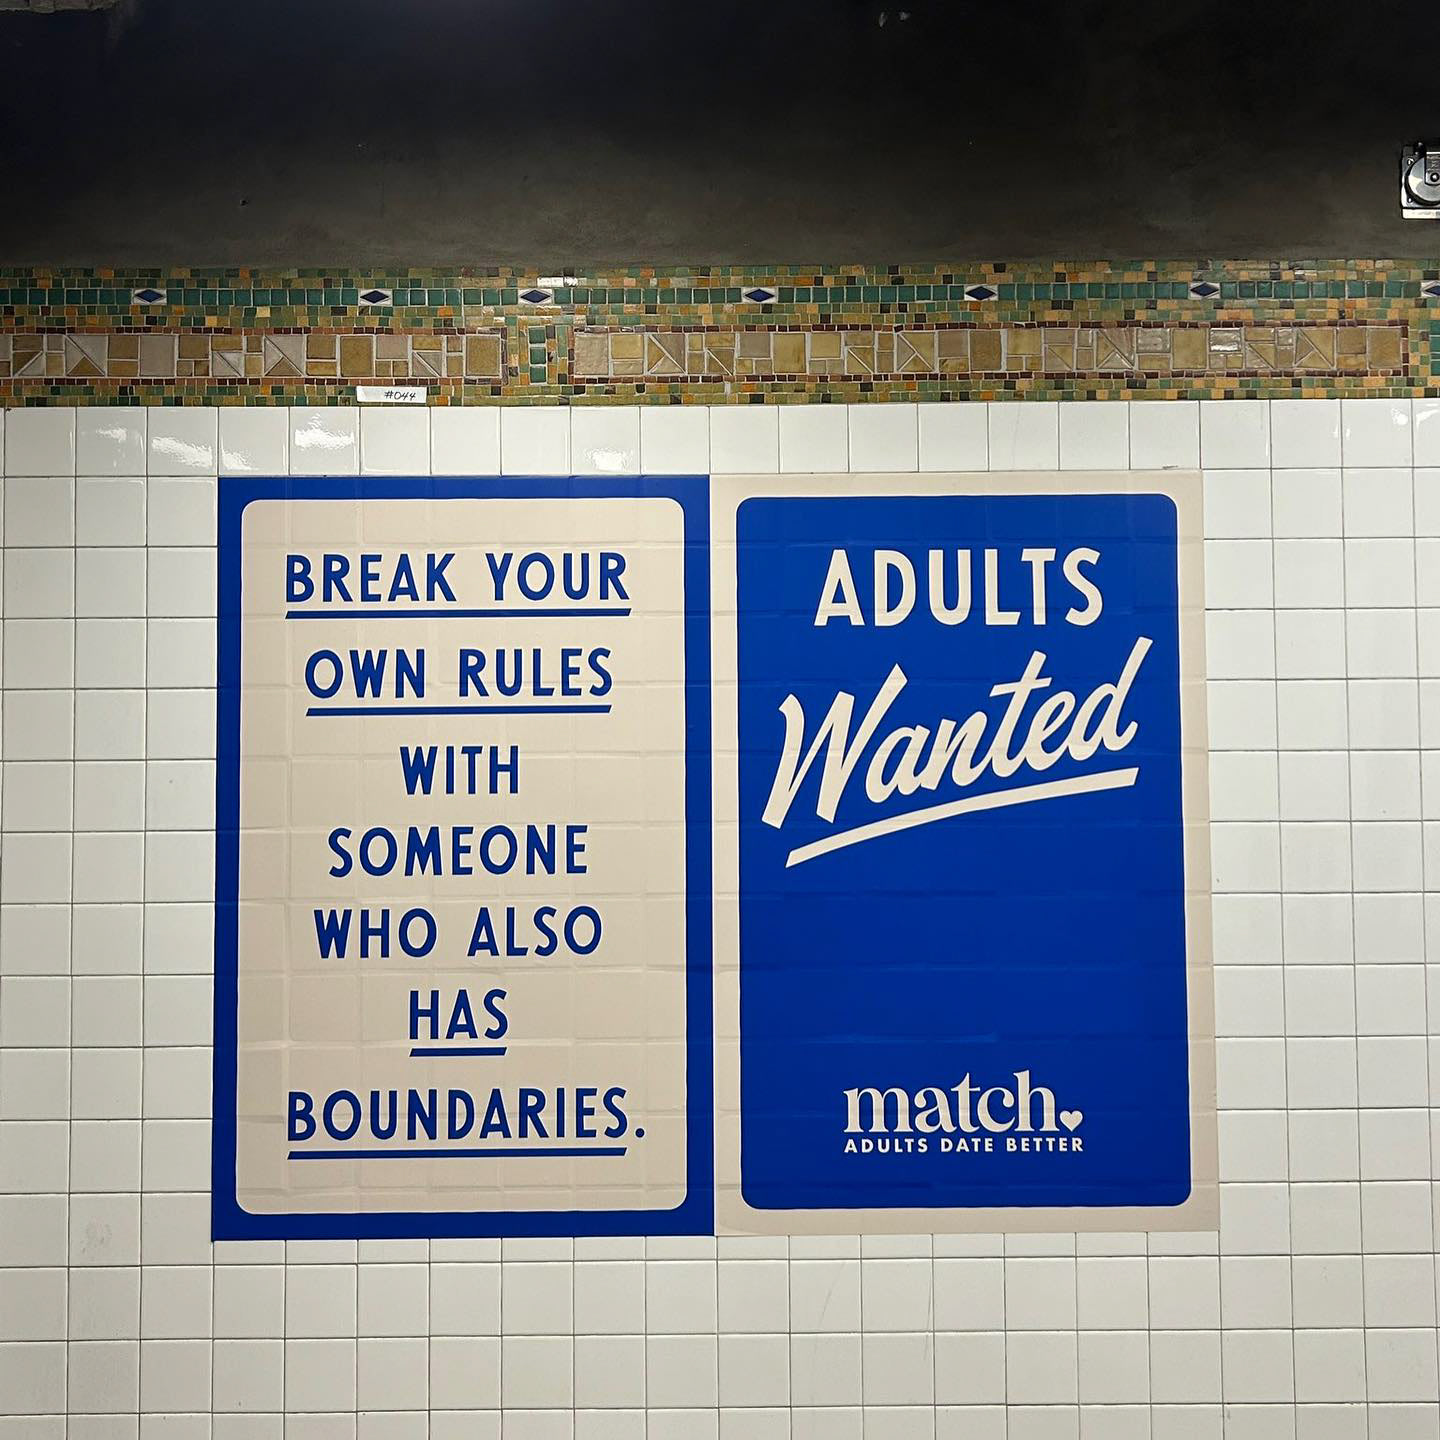 #044
BREAK YOUR
OWN RULES
WITH
SOMEONE
WHO ALSO
HAS
BOUNDARIES.
ADULTS
Wanted
match
ADULTS DATE BETTER